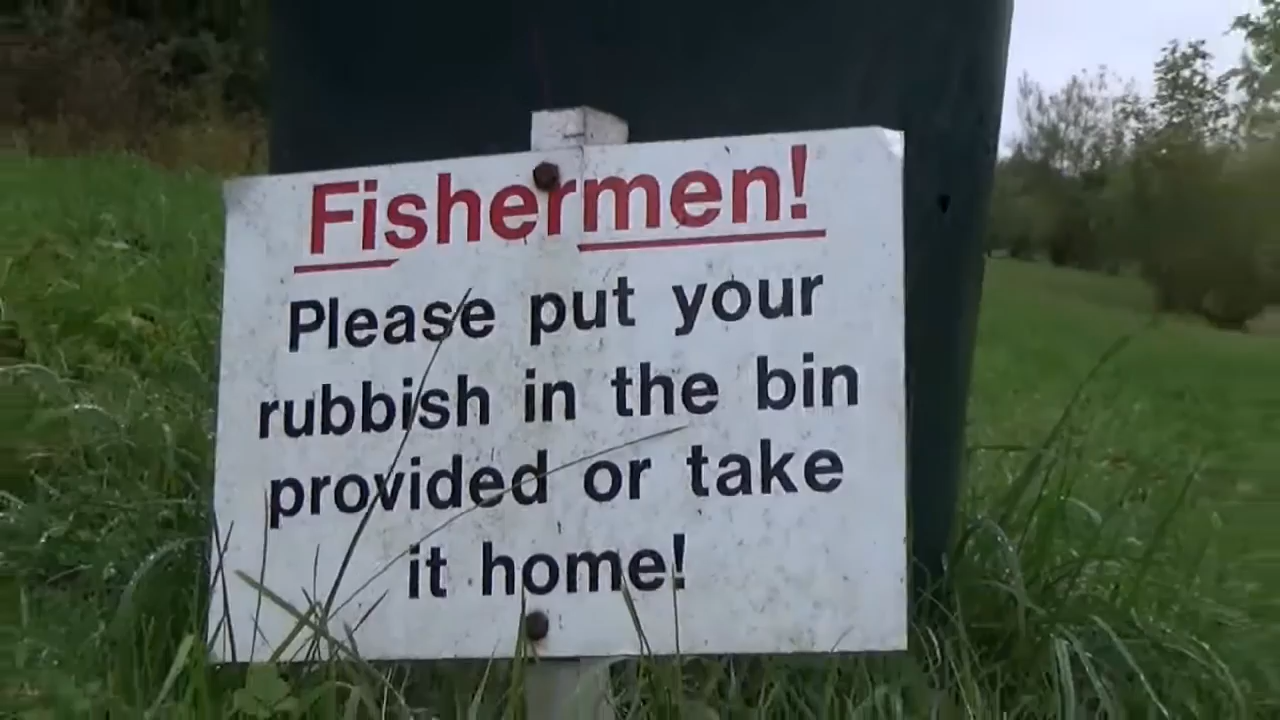 Fishermen!
Please put your
rubbish in the bin
provided or take
it home!